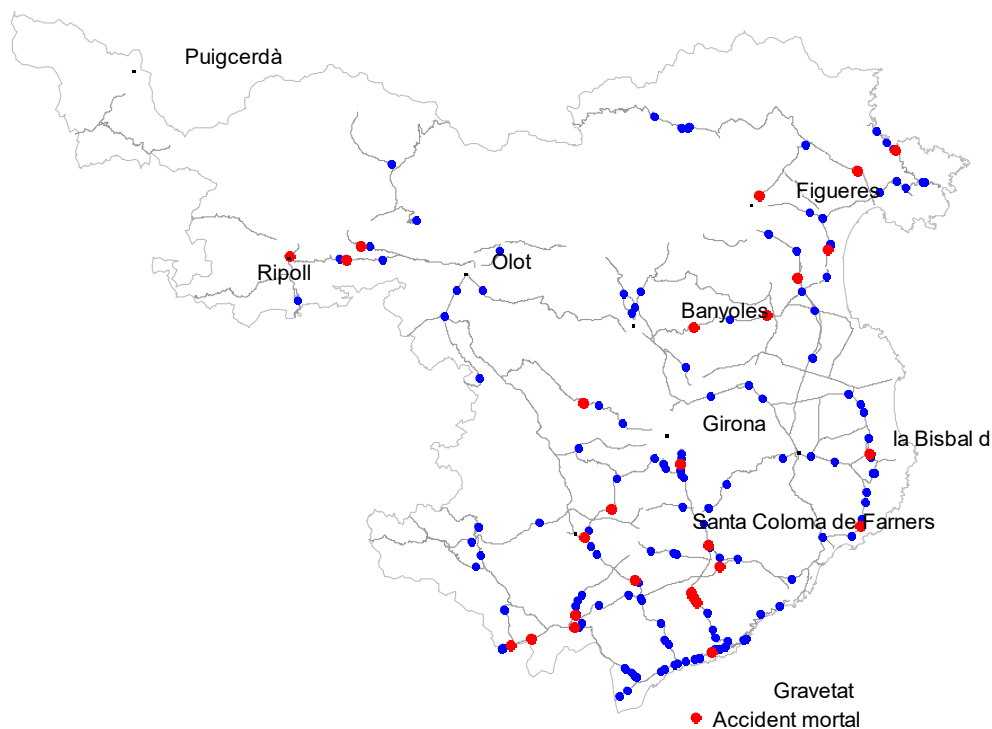 Puigcerdà
Figueres
Ripoll
Olot
Banyoles
Girona
la Bisbal d
Santa Coloma de Farners
Gravetat
Accident mortal